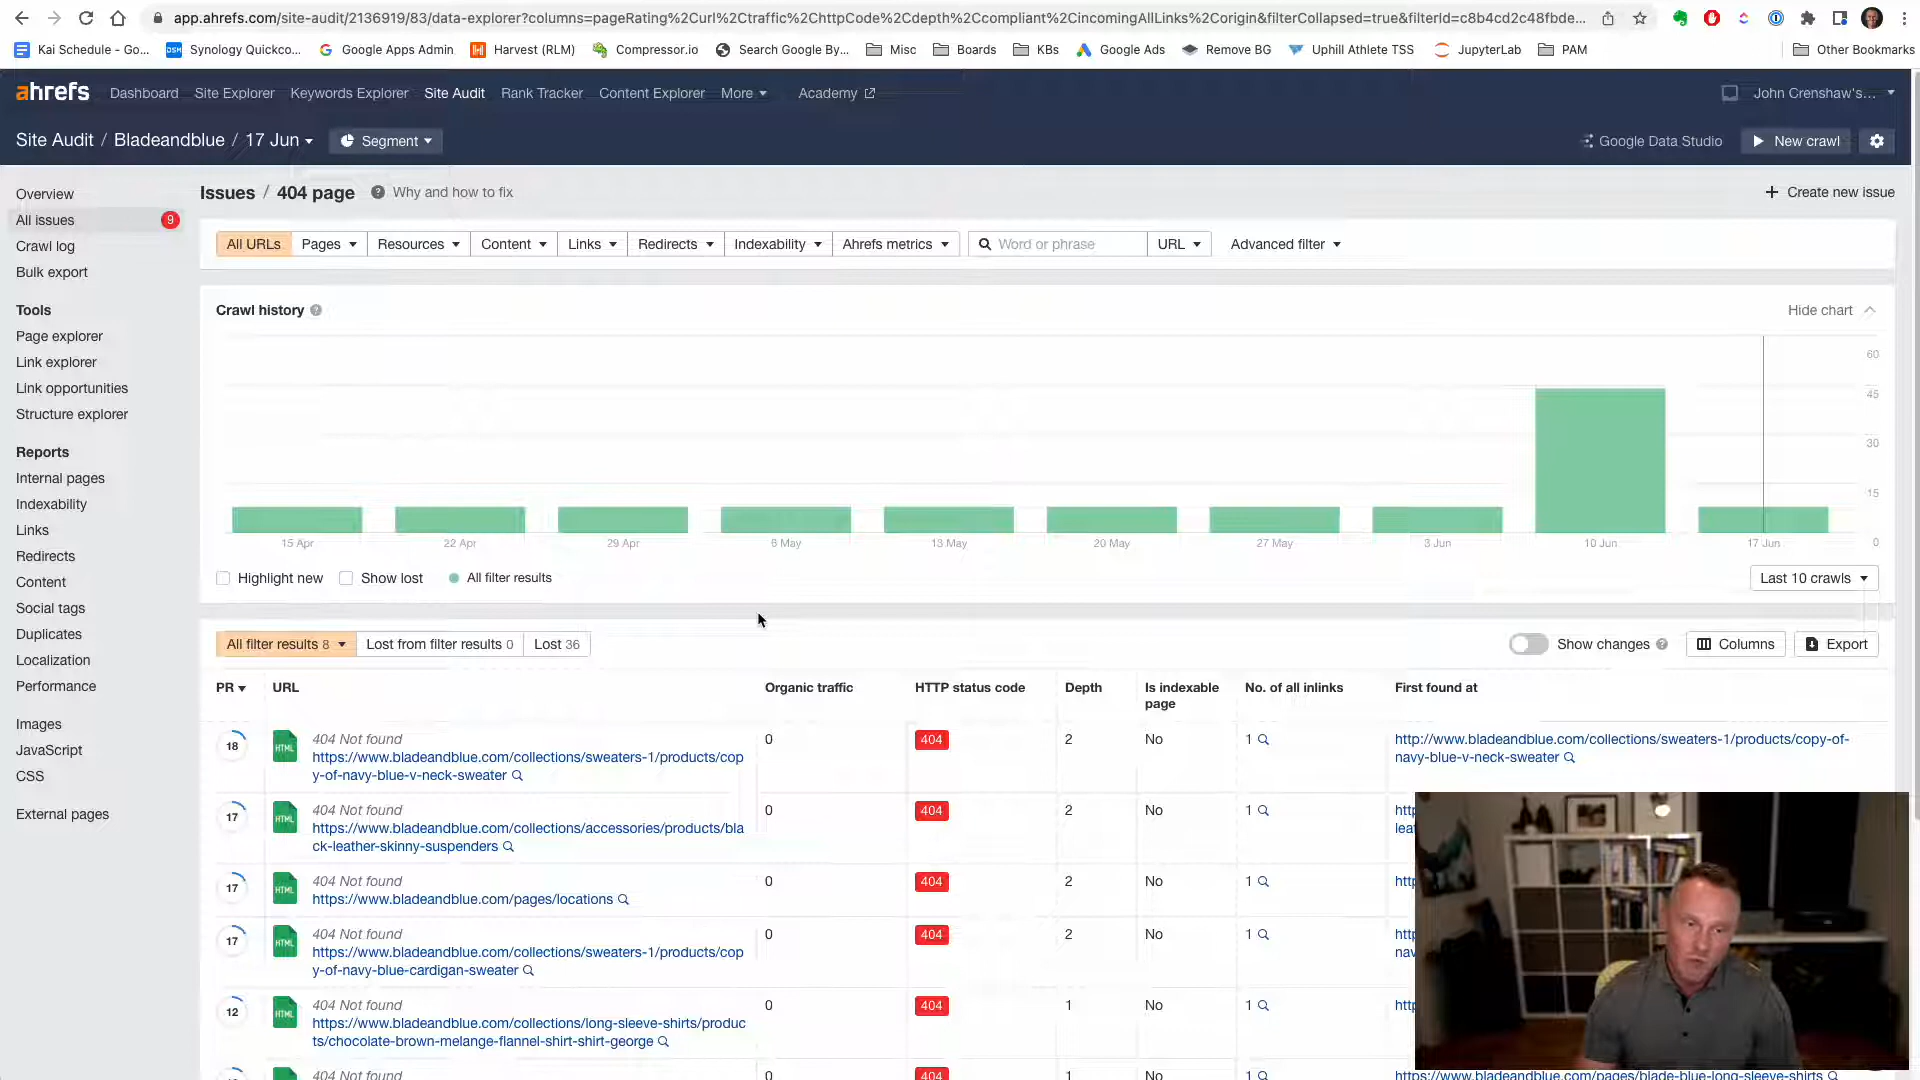 app.ahrefs.com/site-audit/2136919/83/data-explorer?columns=pageRating%2Curl%2Ctraffic%2ChttpCode%2Cdepth%2Ccompliant%2CincomingAllLinks%2Corigin&filterCollapsed=true&filterId=c8b4cd2c48fbde...
Kai Schedule - Go...
DSM Synology Quickco...
Google Apps Admin
Harvest (RLM)
Compressor.io
Search Google By...
Misc
Boards
KBs
Google Ads
Remove BG
Uphill Athlete TSS
JupyterLab
PAM
Other Bookmarks
ahrefs Dashboard Site Explorer Keywords Explorer Site Audit Rank Tracker Content Explorer More Academy John Crenshaw's...
Site Audit / Bladeandblue / 17 Jun Segment Google Data Studio New crawl
Overview
All issues 9
Crawl log
Bulk export
Tools
Page explorer
Link explorer
Link opportunities
Structure explorer
Reports
Internal pages
Indexability
Links
Redirects
Content
Social tags
Duplicates
Localization
Performance
Images
JavaScript
CSS
External pages
Issues / 404 page ? Why and how to fix + Create new issue
All URLs Pages Resources Content Links Redirects Indexability Ahrefs metrics Word or phrase URL Advanced filter
Crawl history ? Hide chart
60
45
30
15
0
15 Apr 22 Apr 29 Apr 6 May 13 May 20 May 27 May 3 Jun 10 Jun 17 Jun
Highlight new Show lost All filter results Last 10 crawls
All filter results 8 Lost from filter results 0 Lost 36 Show changes ? Columns Export
PR URL Organic traffic HTTP status code Depth Is indexable page No. of all inlinks First found at
18 HTML 404 Not found 0 404 2 No 1 http://www.bladeandblue.com/collections/sweaters-1/products/copy-of-
https://www.bladeandblue.com/collections/sweaters-1/products/cop navy-blue-v-neck-sweater
y-of-navy-blue-v-neck-sweater
17 HTML 404 Not found 0 404 2 No 1 http
https://www.bladeandblue.com/collections/accessories/products/bla leat
ck-leather-skinny-suspenders
17 HTML 404 Not found 0 404 2 No 1 http
https://www.bladeandblue.com/pages/locations
17 HTML 404 Not found 0 404 2 No 1 http
https://www.bladeandblue.com/collections/sweaters-1/products/cop nav
y-of-navy-blue-cardigan-sweater
12 HTML 404 Not found 0 404 1 No 1 http
https://www.bladeandblue.com/collections/long-sleeve-shirts/produc
ts/chocolate-brown-melange-flannel-shirt-shirt-george
404 Not found 0 404 1 No 1 https://www.bladeandblue.com/pages/blade-blue-long-sleeve-shirts